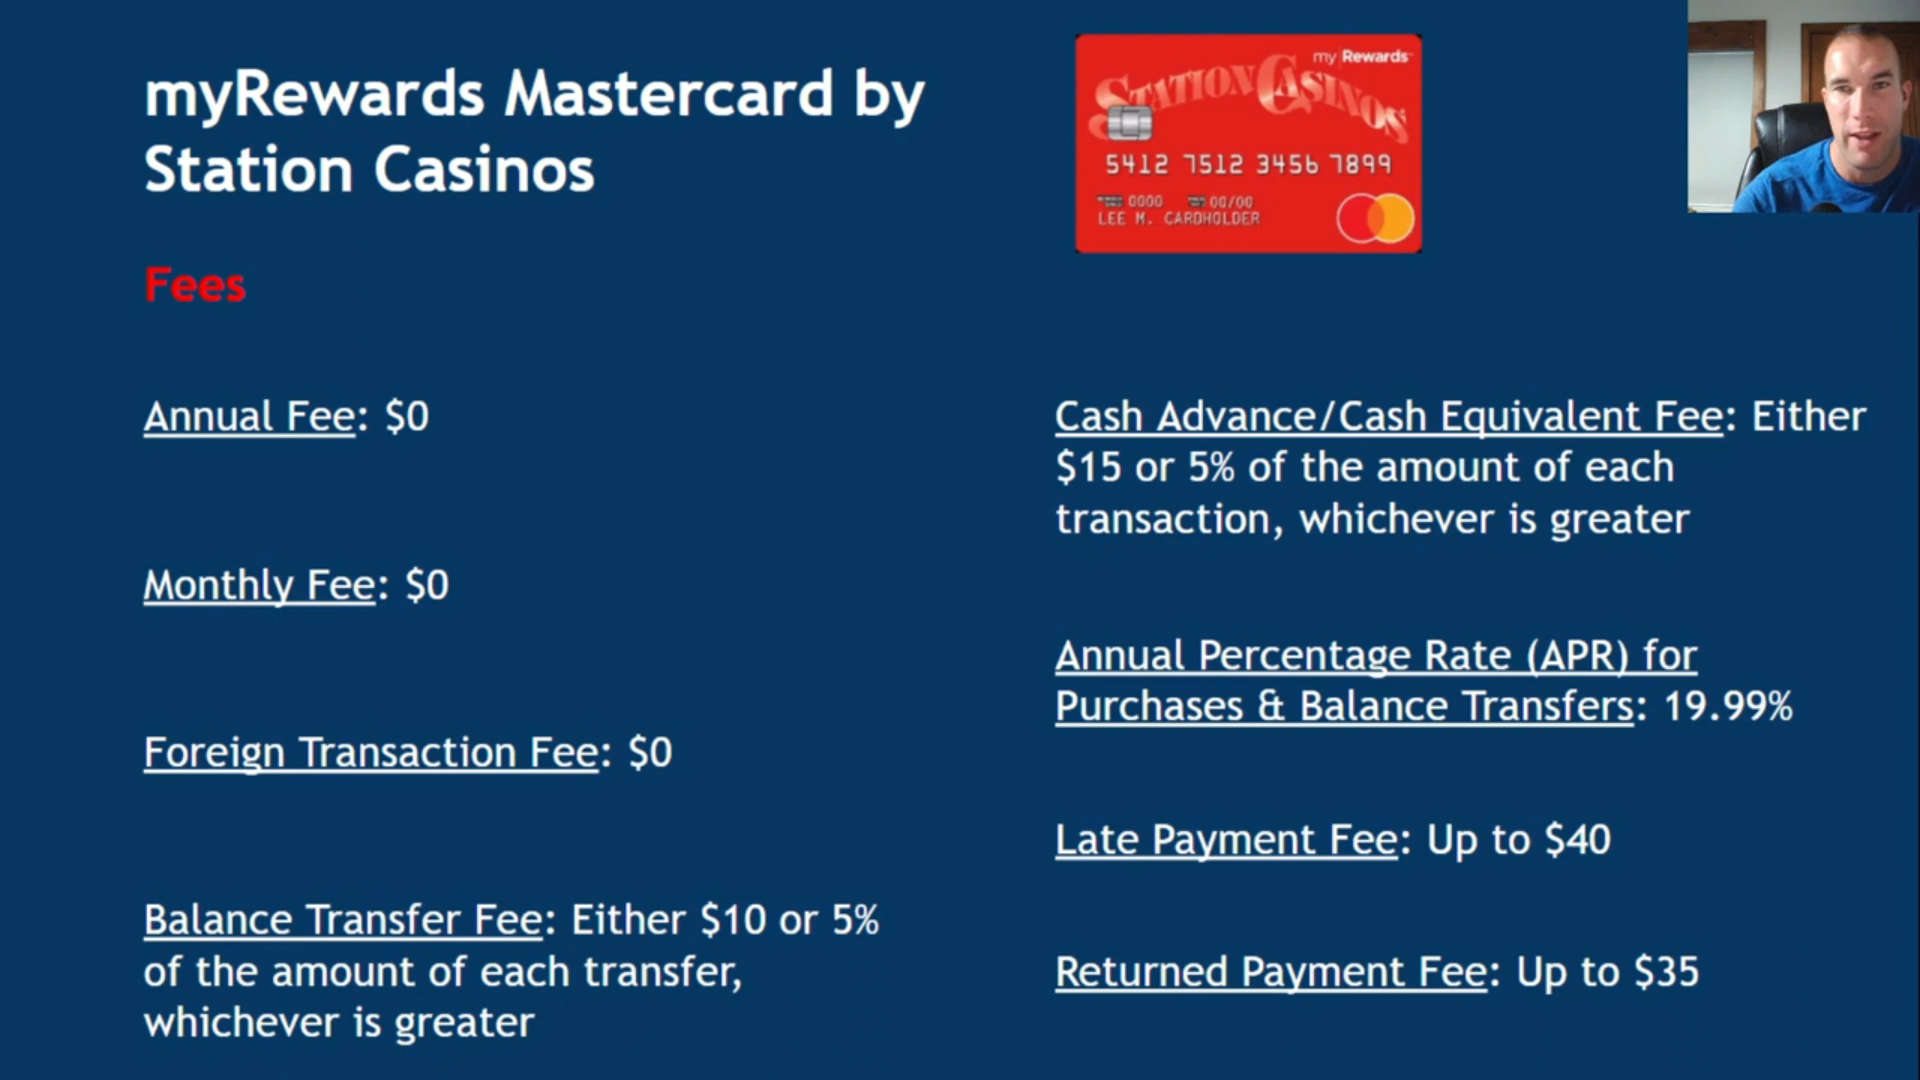 myRewards Mastercard by
Station Casinos
my Rewards
STATION CASINOS
5412 7512 3456 7899
0000 00/00
LEE M. CARDHOLDER
Fees
Annual Fee: $0
Monthly Fee: $0
Foreign Transaction Fee: $0
Balance Transfer Fee: Either $10 or 5%
of the amount of each transfer,
whichever is greater
Cash Advance/Cash Equivalent Fee: Either
$15 or 5% of the amount of each
transaction, whichever is greater
Annual Percentage Rate (APR) for
Purchases & Balance Transfers: 19.99%
Late Payment Fee: Up to $40
Returned Payment Fee: Up to $35